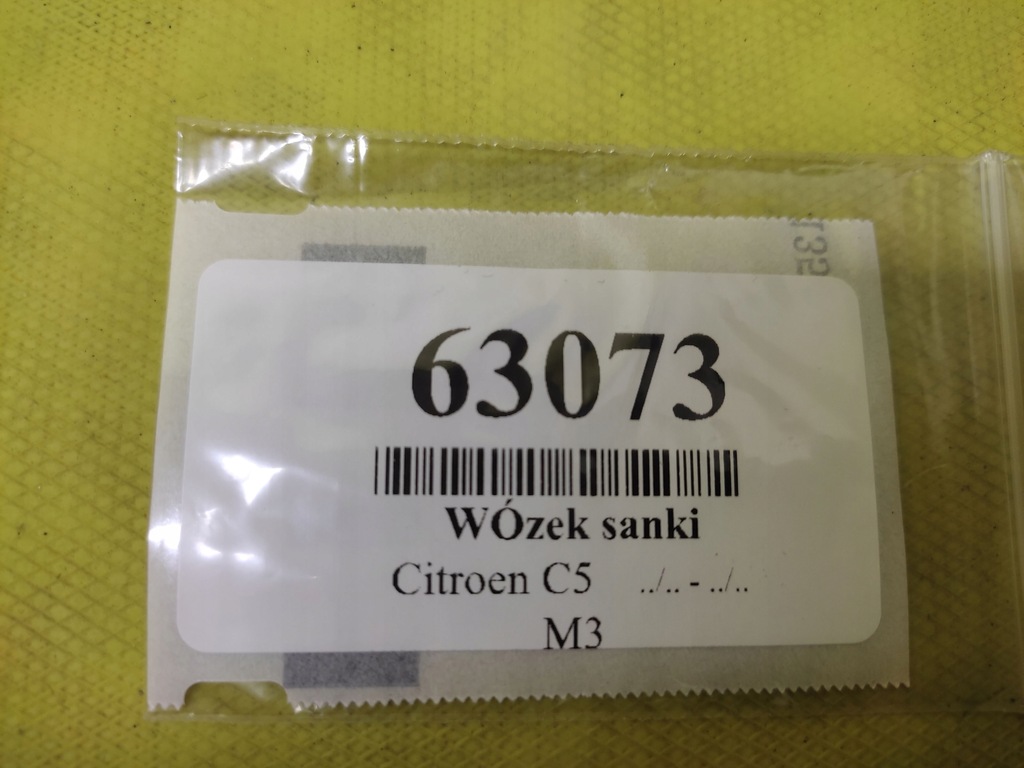 63073
WÓzek sanki
Citroen C5 ../.. - ../..
M3